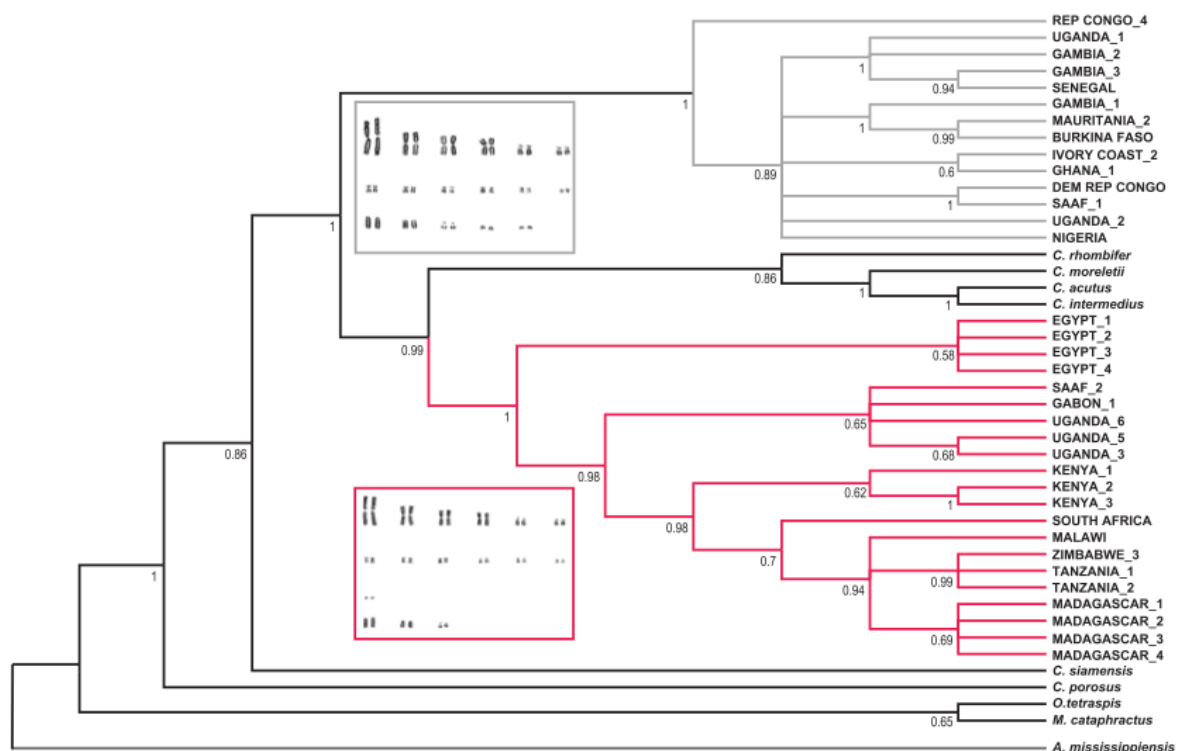 REP CONGO_4
UGANDA_1
GAMBIA_2
1
GAMBIA_3
0.94
SENEGAL
1
GAMBIA_1
1
MAURITANIA_2
0.99
BURKINA FASO
IVORY COAST_2
0.6
GHANA_1
0.89
DEM REP CONGO
1
SAAF_1
UGANDA_2
1
NIGERIA
C. rhombifer
0.86
C. moreletii
1
C. acutus
1
C. intermedius
EGYPT_1
EGYPT_2
0.99
0.58
EGYPT_3
EGYPT_4
SAAF_2
GABON_1
1
0.65
UGANDA_6
UGANDA_5
0.86
0.68
UGANDA_3
KENYA_1
0.98
0.62
KENYA_2
1
KENYA_3
SOUTH AFRICA
0.98
MALAWI
0.7
ZIMBABWE_3
1
0.99
TANZANIA_1
0.94
TANZANIA_2
MADAGASCAR_1
MADAGASCAR_2
0.69
MADAGASCAR_3
MADAGASCAR_4
C. siamensis
C. porosus
O.tetraspis
0.65
M. cataphractus
A. mississippiensis